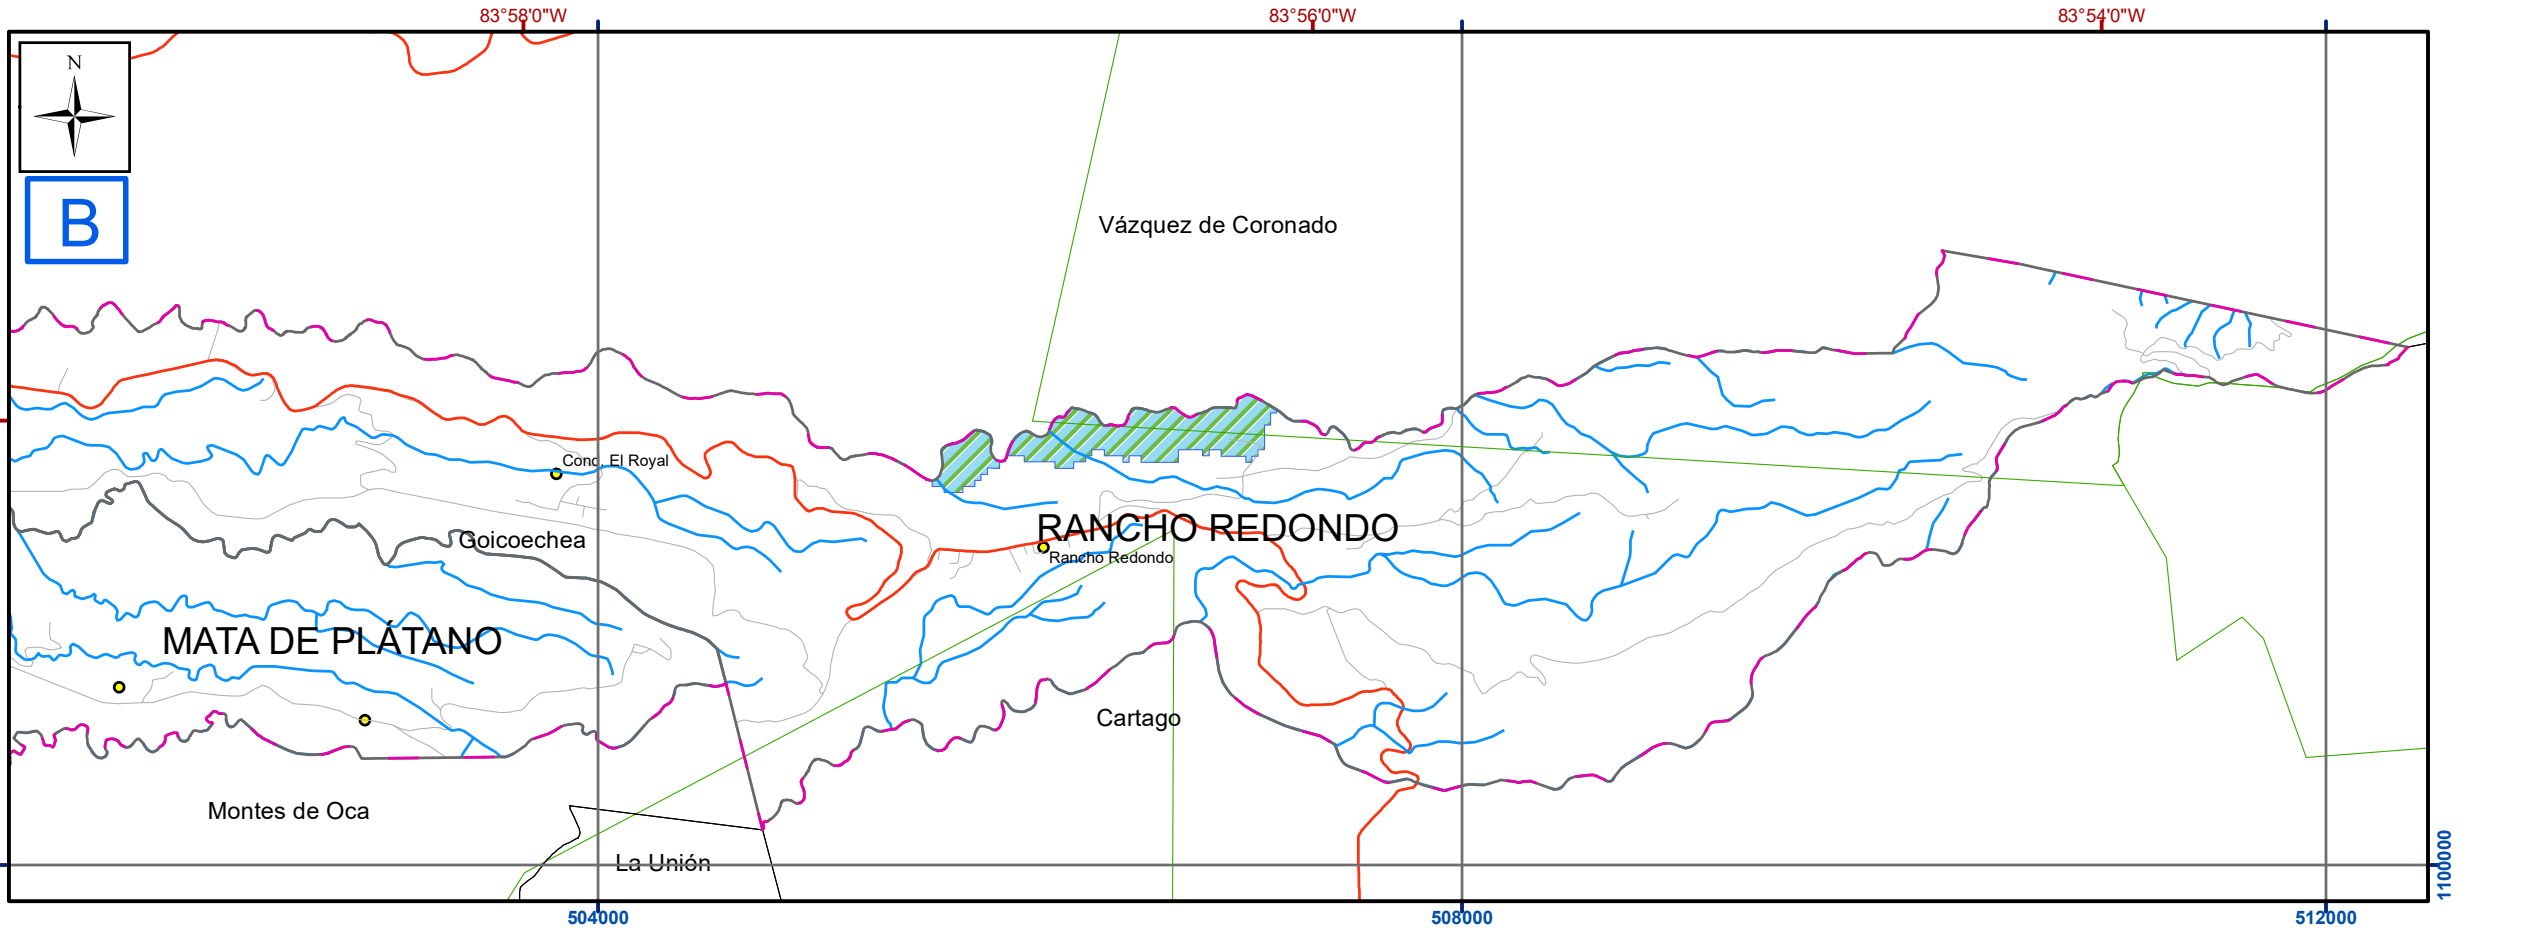 83°58'0"W
83°56'0"W
83°54'0"W
N
B
Vázquez de Coronado
Cond. El Royal
RANCHO REDONDO
Goicoechea
Rancho Redondo
MATA DE PLÁTANO
Cartago
Montes de Oca
La Unión
1100000
504000
508000
512000